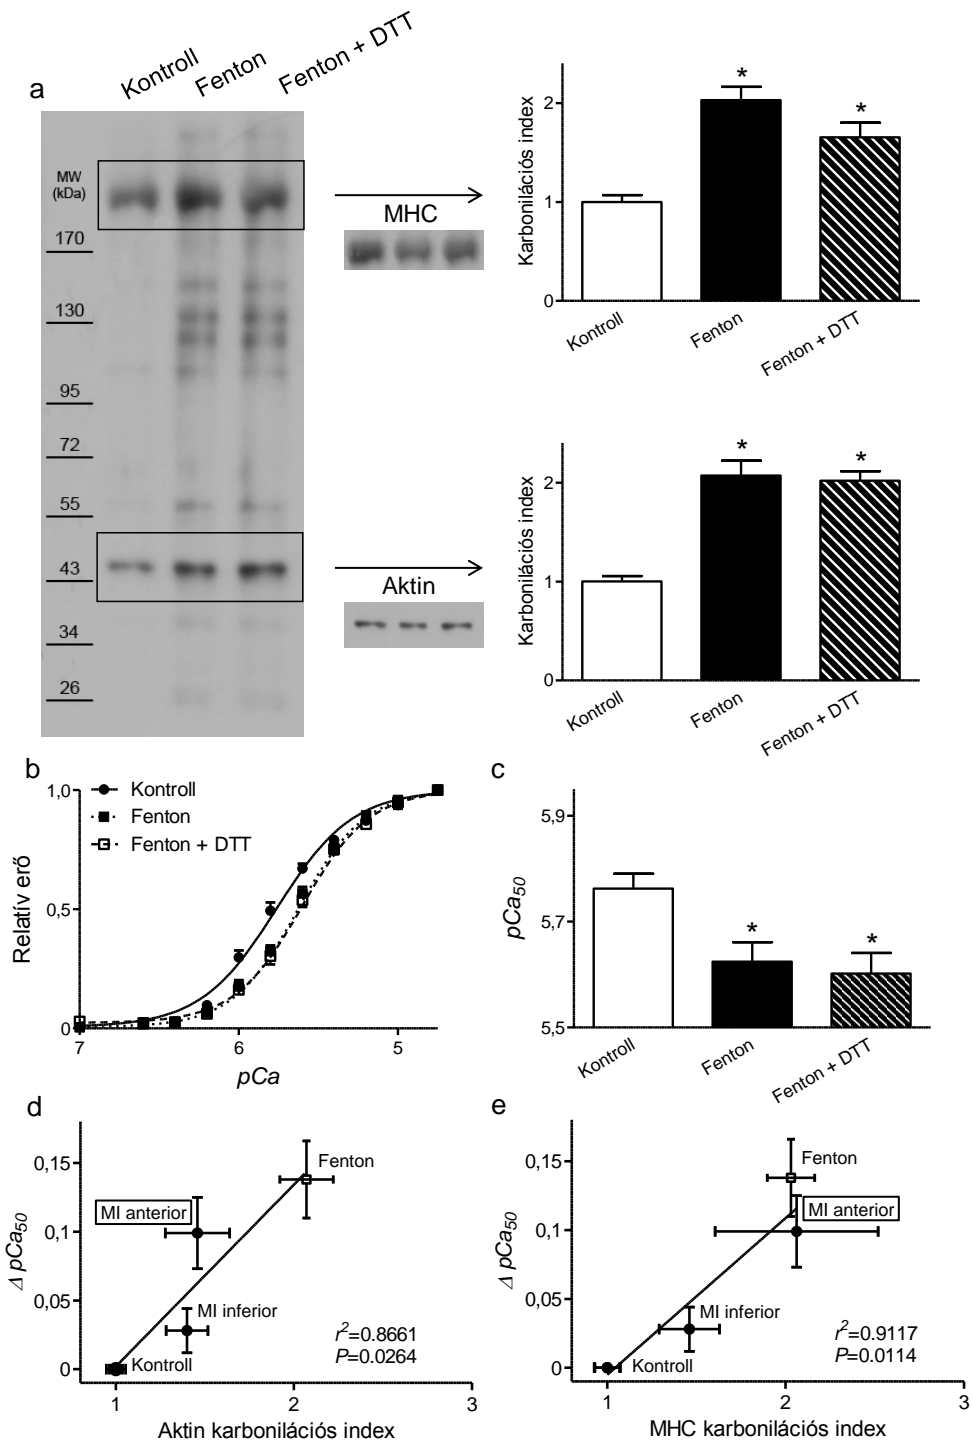 a
Kontroll
Fenton
Fenton + DTT
MW
(kDa)
170
130
95
72
55
43
34
26
MHC
Aktin
Karbonilációs index
2
1
0
*
*
Kontroll
Fenton
Fenton + DTT
Karbonilációs index
2
1
0
*
*
Kontroll
Fenton
Fenton + DTT
b
Relatív erő
1,0
0,5
0
Kontroll
Fenton
Fenton + DTT
7
6
5
pCa
c
pCa50
5,9
5,7
5,5
*
*
Kontroll
Fenton
Fenton + DTT
d
Δ pCa50
0,15
0,1
0,05
0
Fenton
MI anterior
MI inferior
Kontroll
r2=0.8661
P=0.0264
1
2
3
Aktin karbonilációs index
e
Δ pCa50
0,15
0,1
0,05
0
Fenton
MI anterior
MI inferior
Kontroll
r2=0.9117
P=0.0114
1
2
3
MHC karbonilációs index